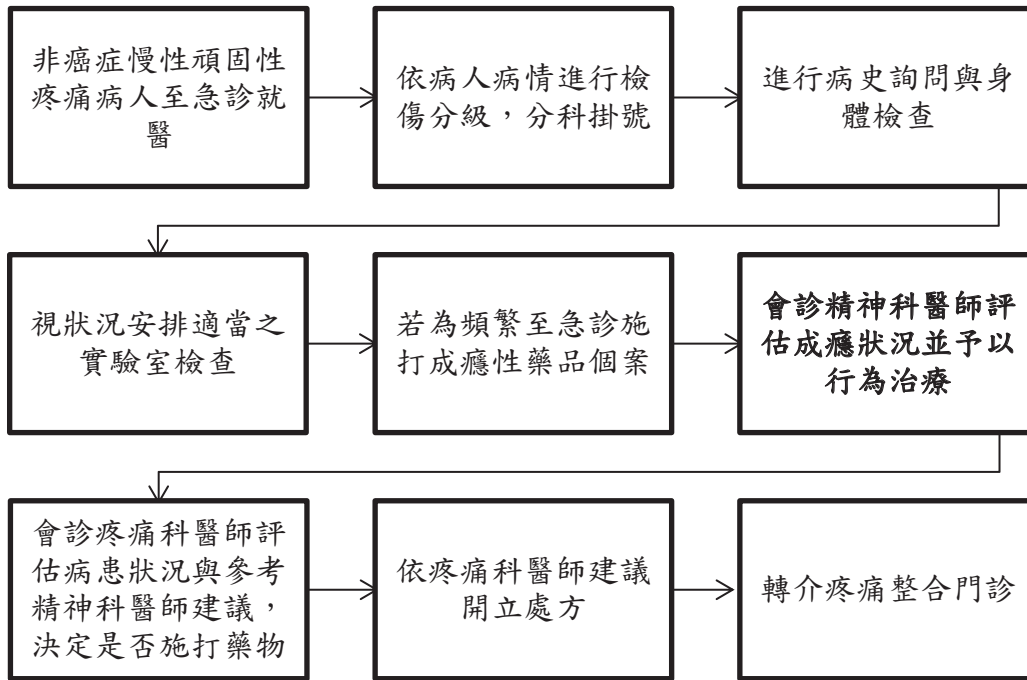 非癌症慢性頑固性
疼痛病人至急診就
醫
依病人病情進行檢
傷分級，分科掛號
進行病史詢問與身
體檢查
視狀況安排適當之
實驗室檢查
若為頻繁至急診施
打成癮性藥品個案
會診精神科醫師評
估成癮狀況並予以
行為治療
會診疼痛科醫師評
估病患狀況與參考
精神科醫師建議，
決定是否施打藥物
依疼痛科醫師建議
開立處方
轉介疼痛整合門診